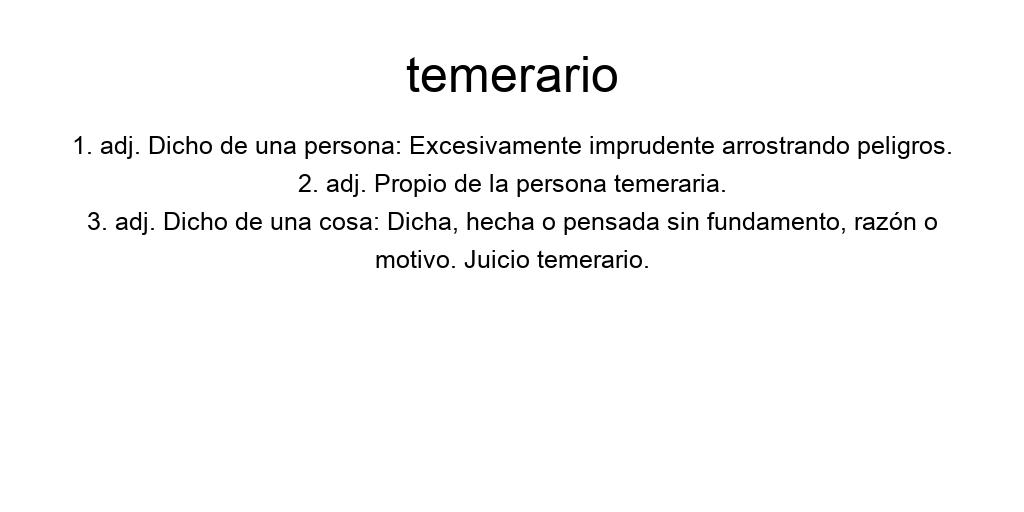 temerario
1. adj. Dicho de una persona: Excesivamente imprudente arrostrando peligros.
2. adj. Propio de la persona temeraria.
3. adj. Dicho de una cosa: Dicha, hecha o pensada sin fundamento, razón o
motivo. Juicio temerario.